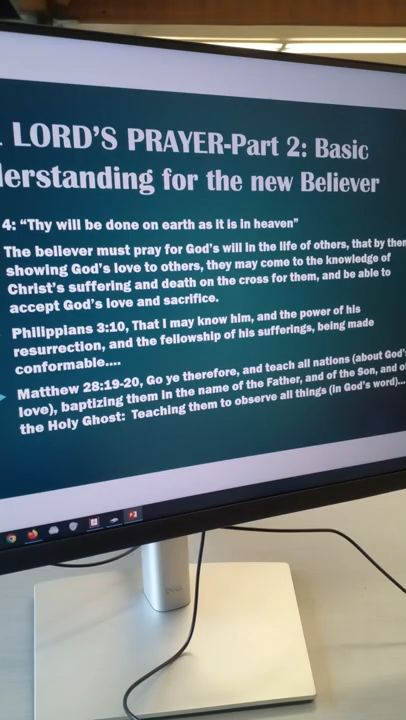 LORD'S PRAYER-Part 2: Basic
erstanding for the new Believer
4: "Thy will be done on earth as it is in heaven"
The believer must pray for God's will in the life of others, that by them
showing God's love to others, they may come to the knowledge of
Christ's suffering and death on the cross for them, and be able to
accept God's love and sacrifice.
Philippians 3:10, That I may know him, and the power of his
resurrection, and the fellowship of his sufferings, being made
conformable....
Matthew 28:19-20, Go ye therefore, and teach all nations (about God's
love), baptizing them in the name of the Father, and of the Son, and of
the Holy Ghost: Teaching them to observe all things (in God's word)...
DELL